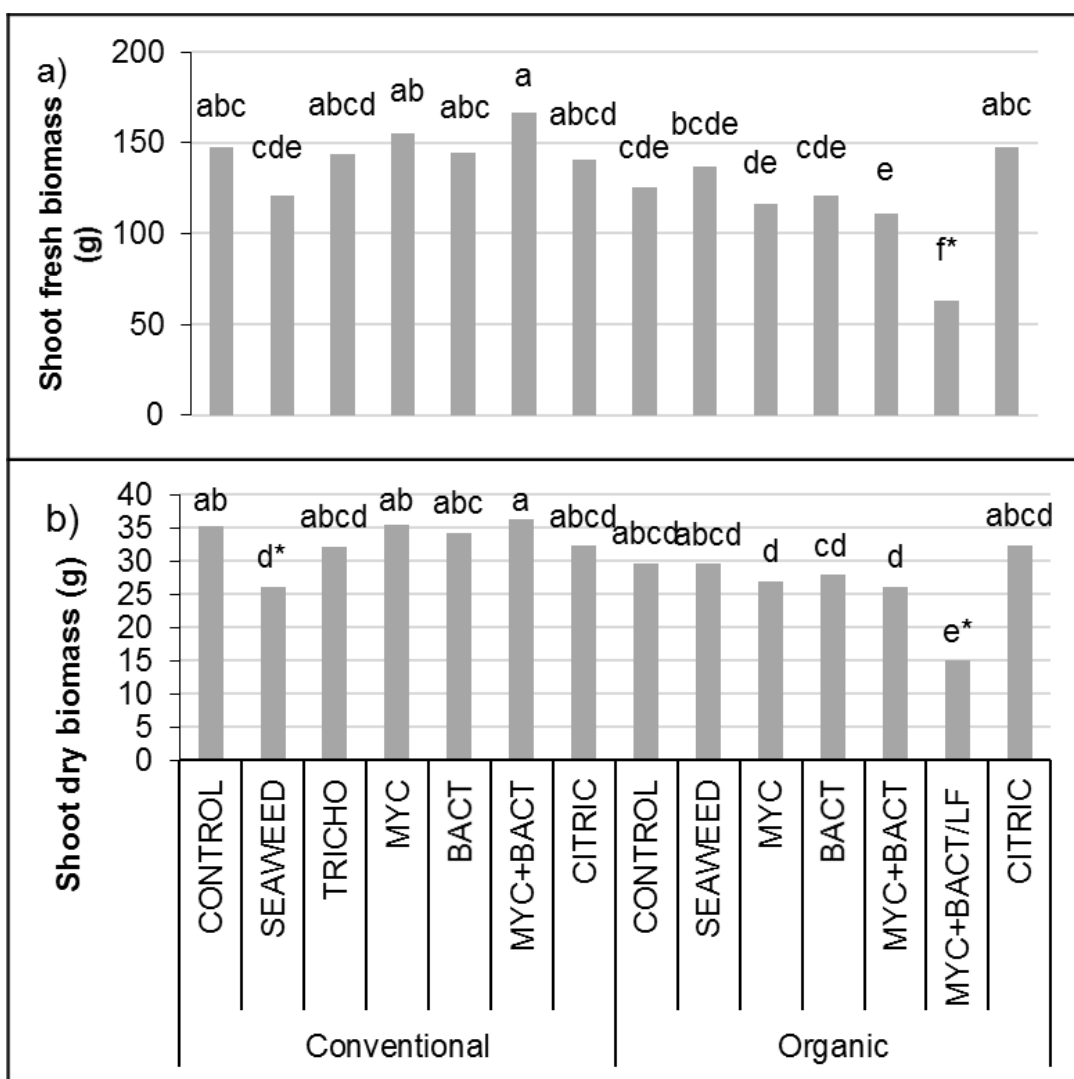 a)
Shoot fresh biomass
(g)
200
150
100
50
0
abc
cde
abcd
ab
abc
a
abcd
cde
bcde
de
cde
e
f*
abc
b)
Shoot dry biomass (g)
40
35
30
25
20
15
10
5
0
ab
d*
abcd
ab
abc
a
abcd
abcd
abcd
d
cd
d
e*
abcd
CONTROL
SEAWEED
TRICHO
MYC
BACT
MYC+BACT
CITRIC
CONTROL
SEAWEED
MYC
BACT
MYC+BACT
MYC+BACT/LF
CITRIC
Conventional
Organic